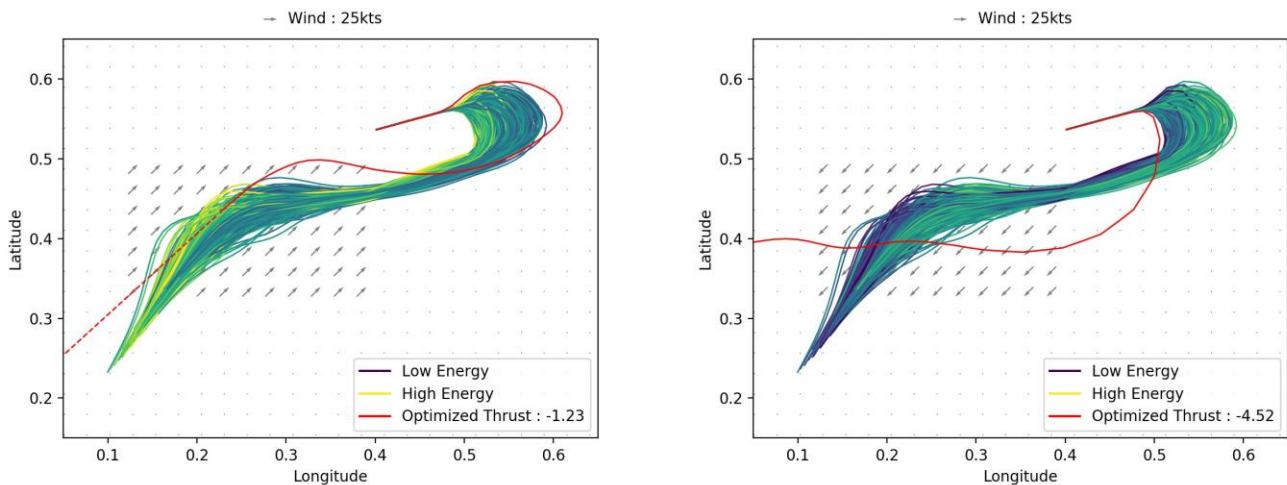 Wind : 25kts
Latitude
0.6
0.5
0.4
0.3
0.2
Low Energy
High Energy
Optimized Thrust : -1.23
0.1 0.2 0.3 0.4 0.5 0.6
Longitude
Wind : 25kts
Latitude
0.6
0.5
0.4
0.3
0.2
Low Energy
High Energy
Optimized Thrust : -4.52
0.1 0.2 0.3 0.4 0.5 0.6
Longitude